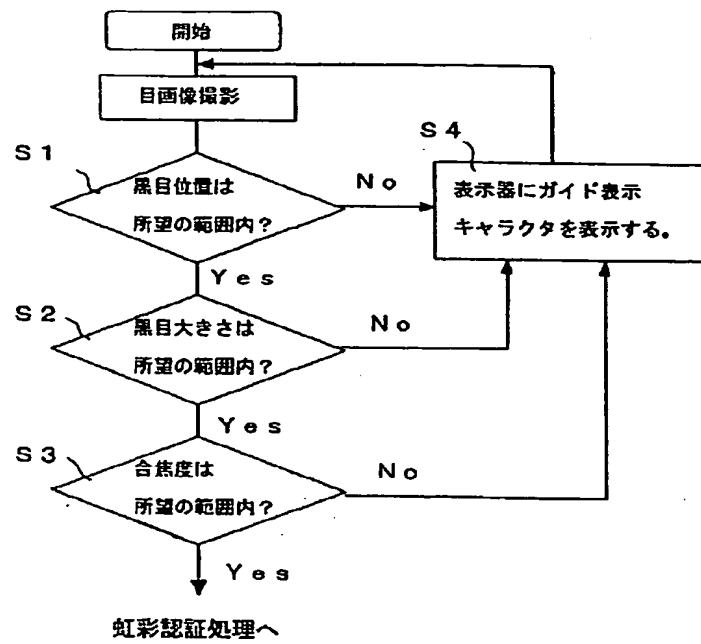 開始
目画像撮影
S1
黒目位置は
所望の範囲内?
No
S4
表示器にガイド表示
キャラクタを表示する。
Yes
S2
黒目大きさは
所望の範囲内?
No
Yes
S3
合焦度は
所望の範囲内?
No
Yes
虹彩認証処理へ